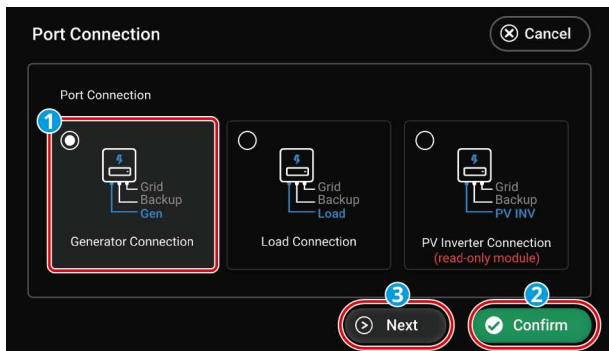 Port Connection
Cancel
Port Connection
1
Grid
Backup
Gen
Generator Connection
Grid
Backup
Load
Load Connection
Grid
Backup
PV INV
PV Inverter Connection
(read-only module)
3
Next
2
Confirm